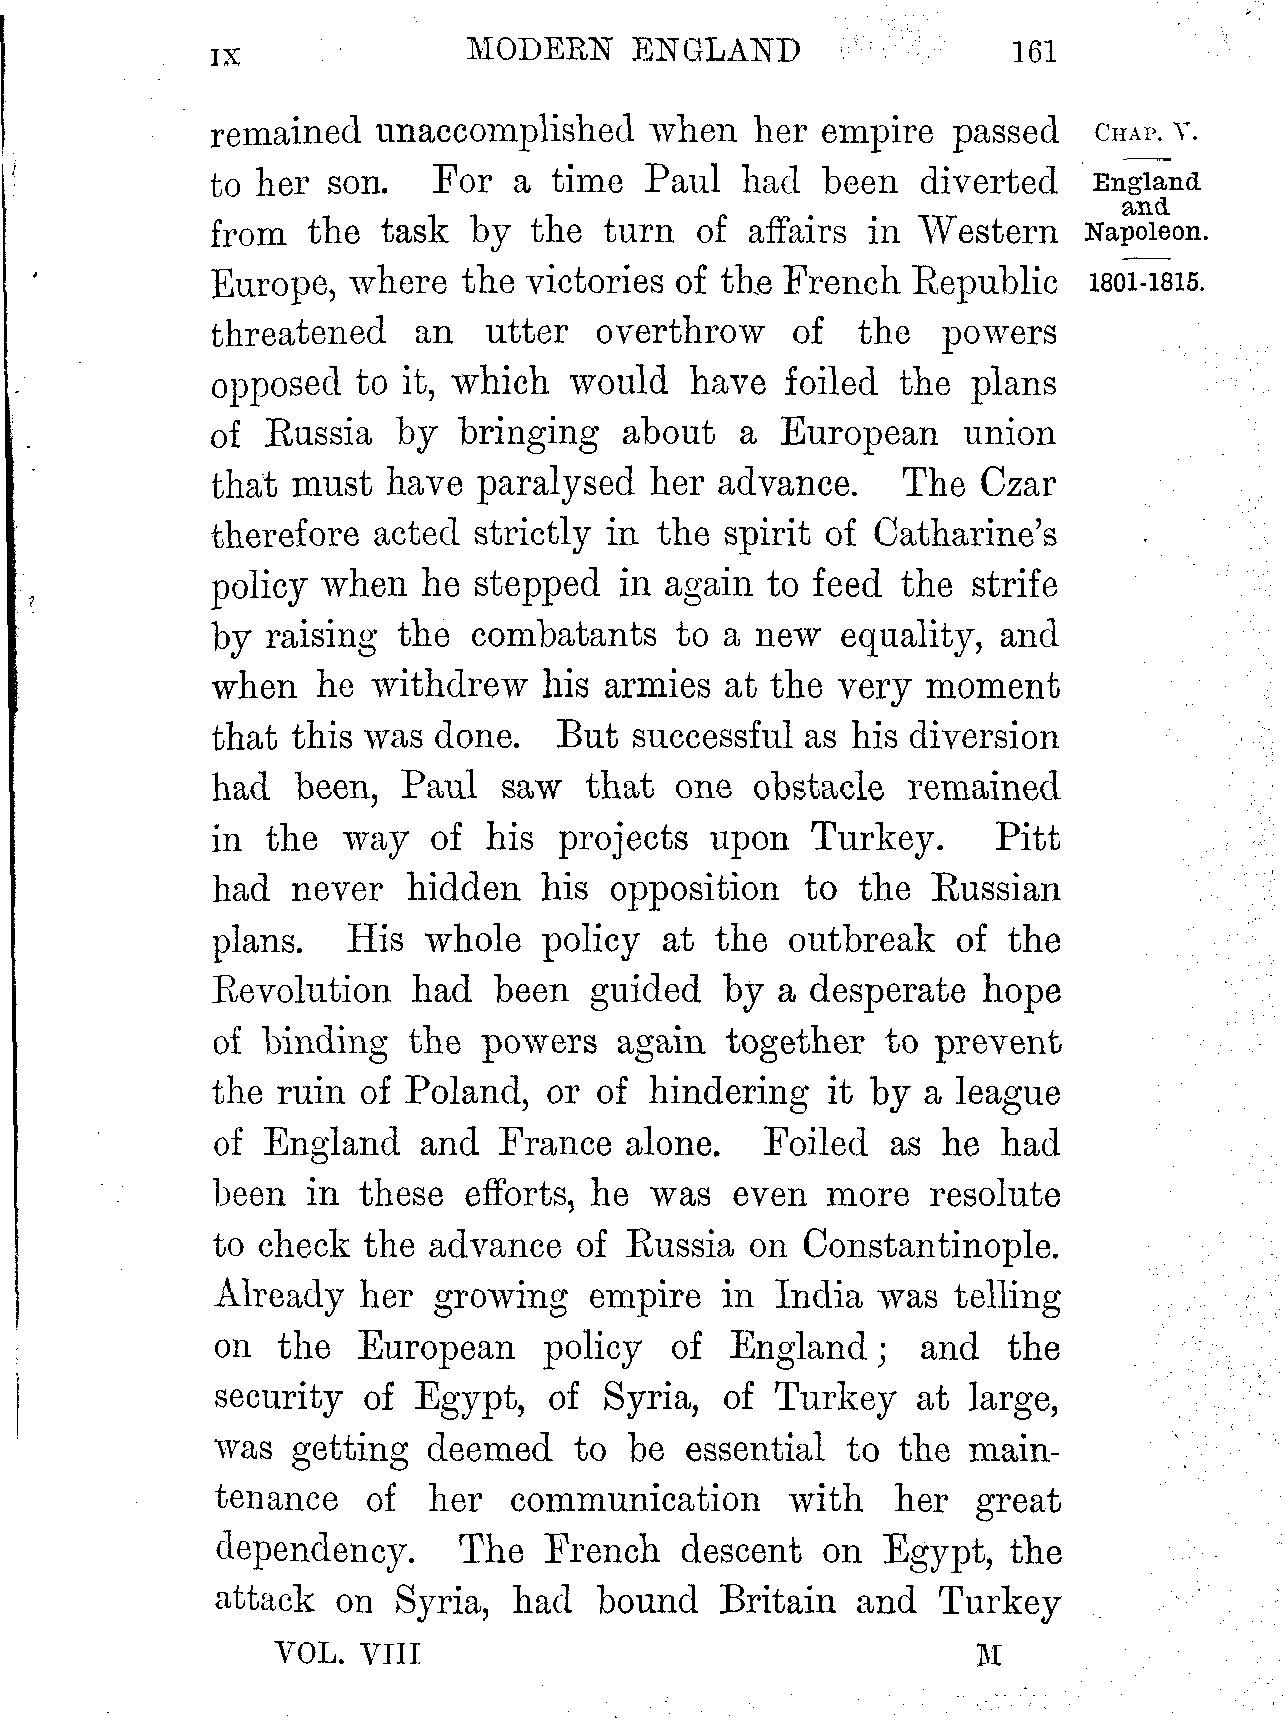 IX MODERN ENGLAND 161
remained unaccomplished when her empire passed
to her son. For a time Paul had been diverted
from the task by the turn of affairs in Western
Europe, where the victories of the French Republic
threatened an utter overthrow of the powers
opposed to it, which would have foiled the plans
of Russia by bringing about a European union
that must have paralysed her advance. The Czar
therefore acted strictly in the spirit of Catharine's
policy when he stepped in again to feed the strife
by raising the combatants to a new equality, and
when he withdrew his armies at the very moment
that this was done. But successful as his diversion
had been, Paul saw that one obstacle remained
in the way of his projects upon Turkey. Pitt
had never hidden his opposition to the Russian
plans. His whole policy at the outbreak of the
Revolution had been guided by a desperate hope
of binding the powers again together to prevent
the ruin of Poland, or of hindering it by a league
of England and France alone. Foiled as he had
been in these efforts, he was even more resolute
to check the advance of Russia on Constantinople.
Already her growing empire in India was telling
on the European policy of England; and the
security of Egypt, of Syria, of Turkey at large,
was getting deemed to be essential to the main-
tenance of her communication with her great
dependency. The French descent on Egypt, the
attack on Syria, had bound Britain and Turkey
VOL. VIII M
CHAP. V.
England
and
Napoleon.
1801-1815.